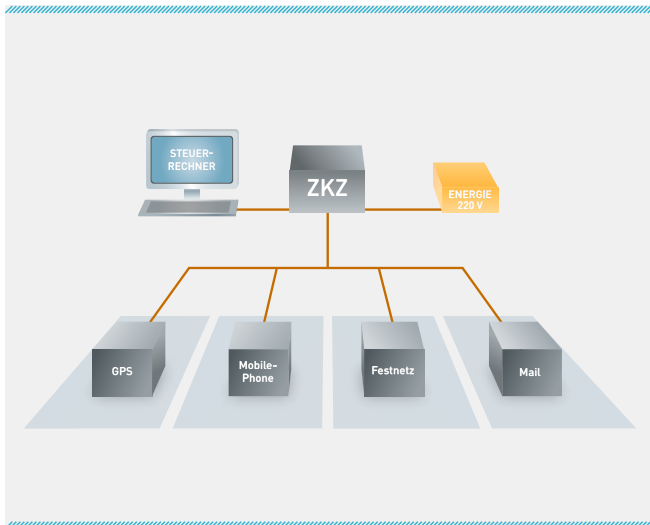 STEUER-
RECHNER
ZKZ
ENERGIE
220 V
GPS
Mobile-
Phone
Festnetz
Mail